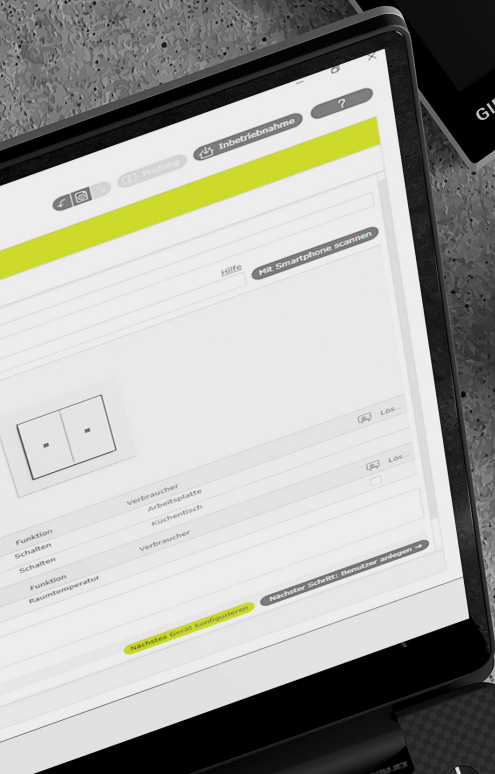 ?
Inbetriebnahme
Prüfung
GI
Mit Smartphone scannen
Hilfe
Lös...
Verbraucher
Arbeitsplatte
Funktion
Küchentisch
Lös...
Schalten
Schalten
Verbraucher
Funktion
Raumtemperatur
Nächster Schritt: Benutzer anlegen →
Nächstes Gerät konfigurieren